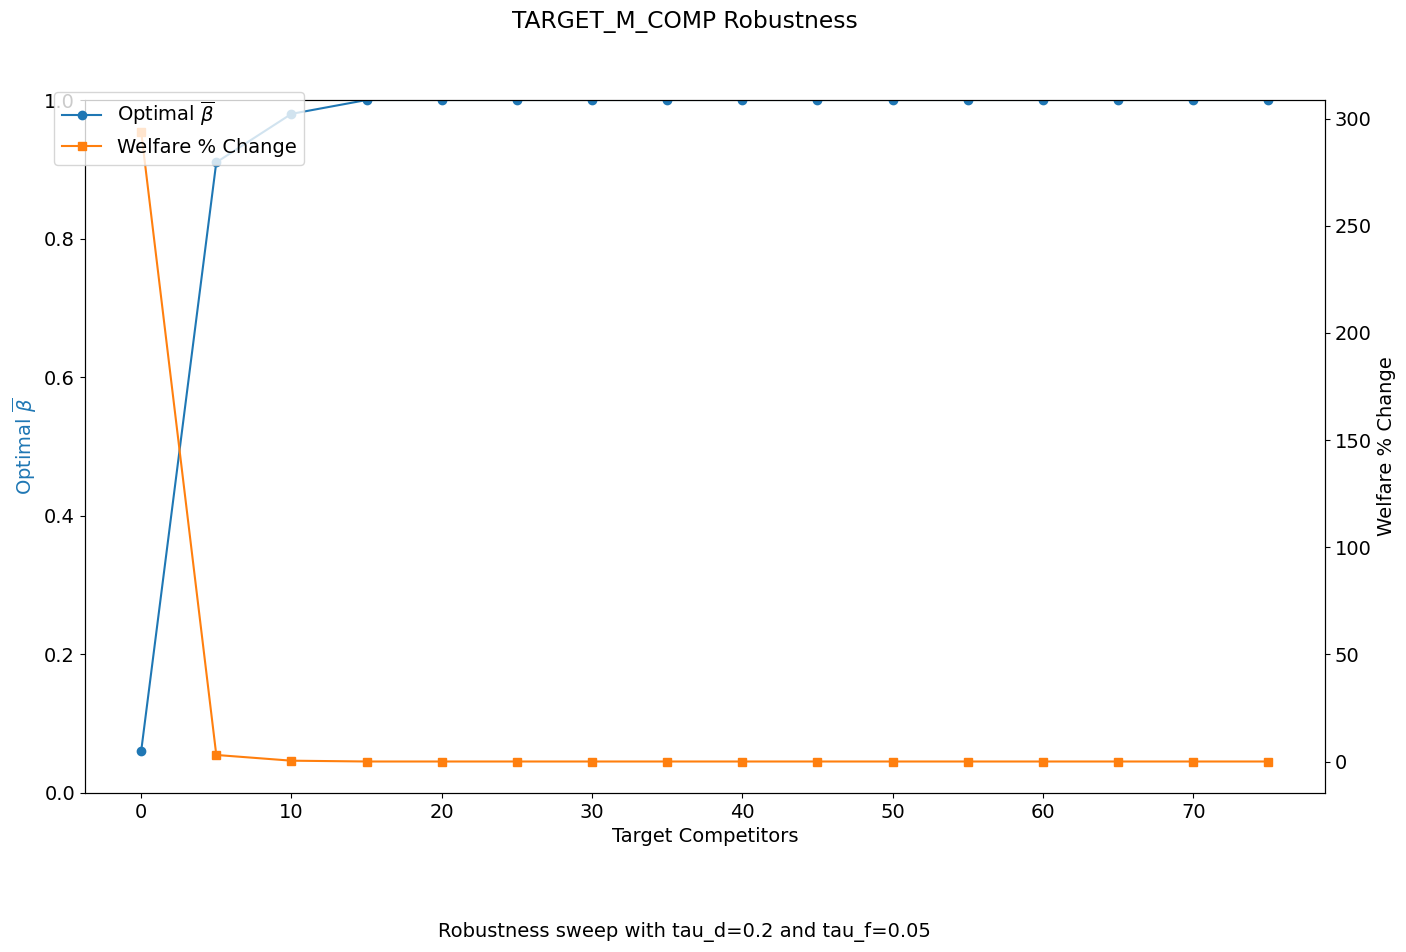 TARGET_M_COMP Robustness
Optimal β̅
Welfare % Change
1.0
0.8
0.6
0.4
0.2
0.0
Optimal β̅
300
250
200
150
100
50
0
Welfare % Change
0 10 20 30 40 50 60 70
Target Competitors
Robustness sweep with tau_d=0.2 and tau_f=0.05